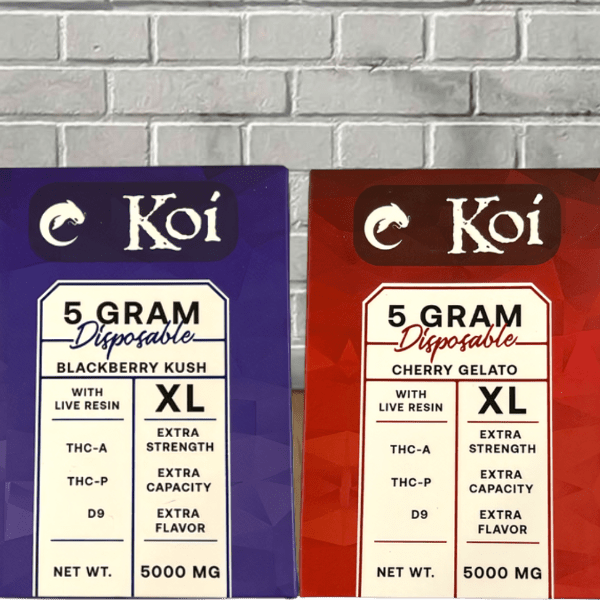 Koi
5 GRAM
Disposable
BLACKBERRY KUSH
WITH
LIVE RESIN
XL
THC-A
THC-P
D9
EXTRA
STRENGTH
EXTRA
CAPACITY
EXTRA
FLAVOR
NET WT.
5000 MG
Koi
5 GRAM
Disposable
CHERRY GELATO
WITH
LIVE RESIN
XL
THC-A
THC-P
D9
EXTRA
STRENGTH
EXTRA
CAPACITY
EXTRA
FLAVOR
NET WT.
5000 MG